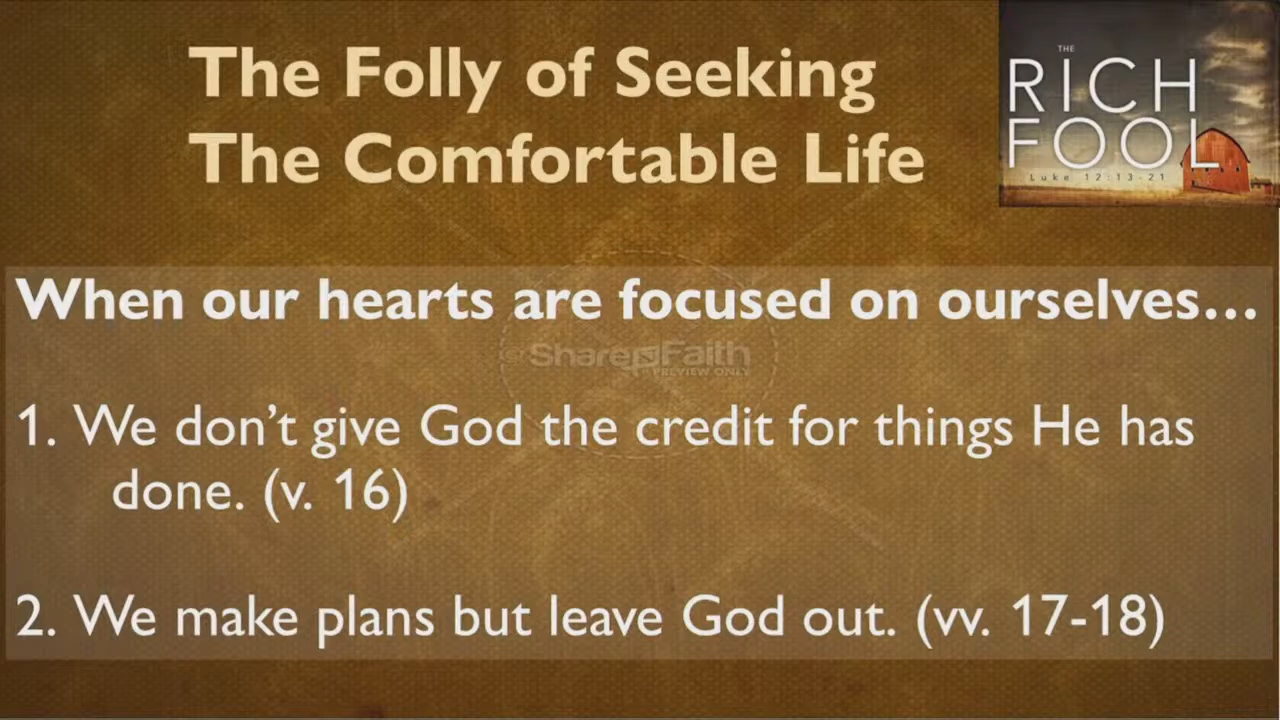 The Folly of Seeking
The Comfortable Life
THE
RICH
FOOL
Luke 12:13-21
When our hearts are focused on ourselves…
ShareFaith
PREVIEW ONLY
1. We don’t give God the credit for things He has
done. (v. 16)
2. We make plans but leave God out. (vv. 17-18)